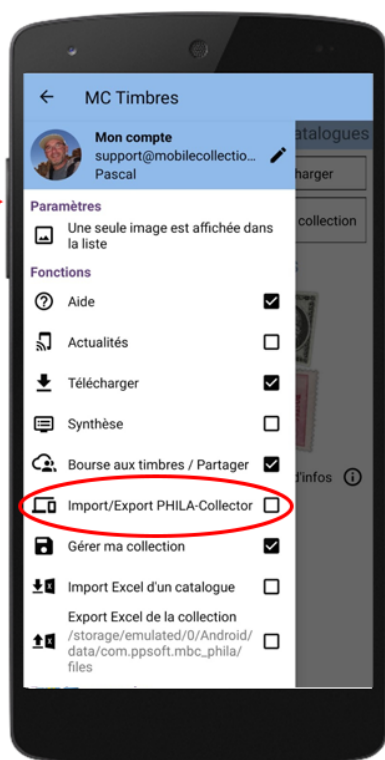 MC Timbres
Mon compte
support@mobilecollectio...
Pascal
atalogues
harger
collection
Paramètres
Une seule image est affichée dans
la liste
Fonctions
Aide
Actualités
Télécharger
Synthèse
Bourse aux timbres / Partager
d'infos
Import/Export PHILA-Collector
Gérer ma collection
Import Excel d'un catalogue
Export Excel de la collection
/storage/emulated/0/Android/
data/com.ppsoft.mbc_phila/
files